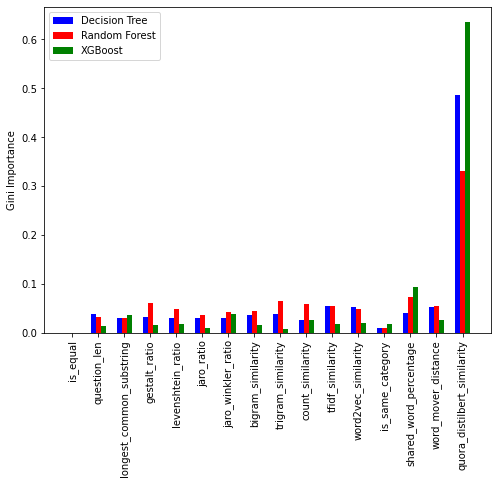 Decision Tree
Random Forest
XGBoost
Gini Importance
0.6
0.5
0.4
0.3
0.2
0.1
0.0
is_equal
question_len
longest_common_substring
gestalt_ratio
levenshtein_ratio
jaro_ratio
jaro_winkler_ratio
bigram_similarity
trigram_similarity
count_similarity
tfidf_similarity
word2vec_similarity
is_same_category
shared_word_percentage
word_mover_distance
quora_distilbert_similarity